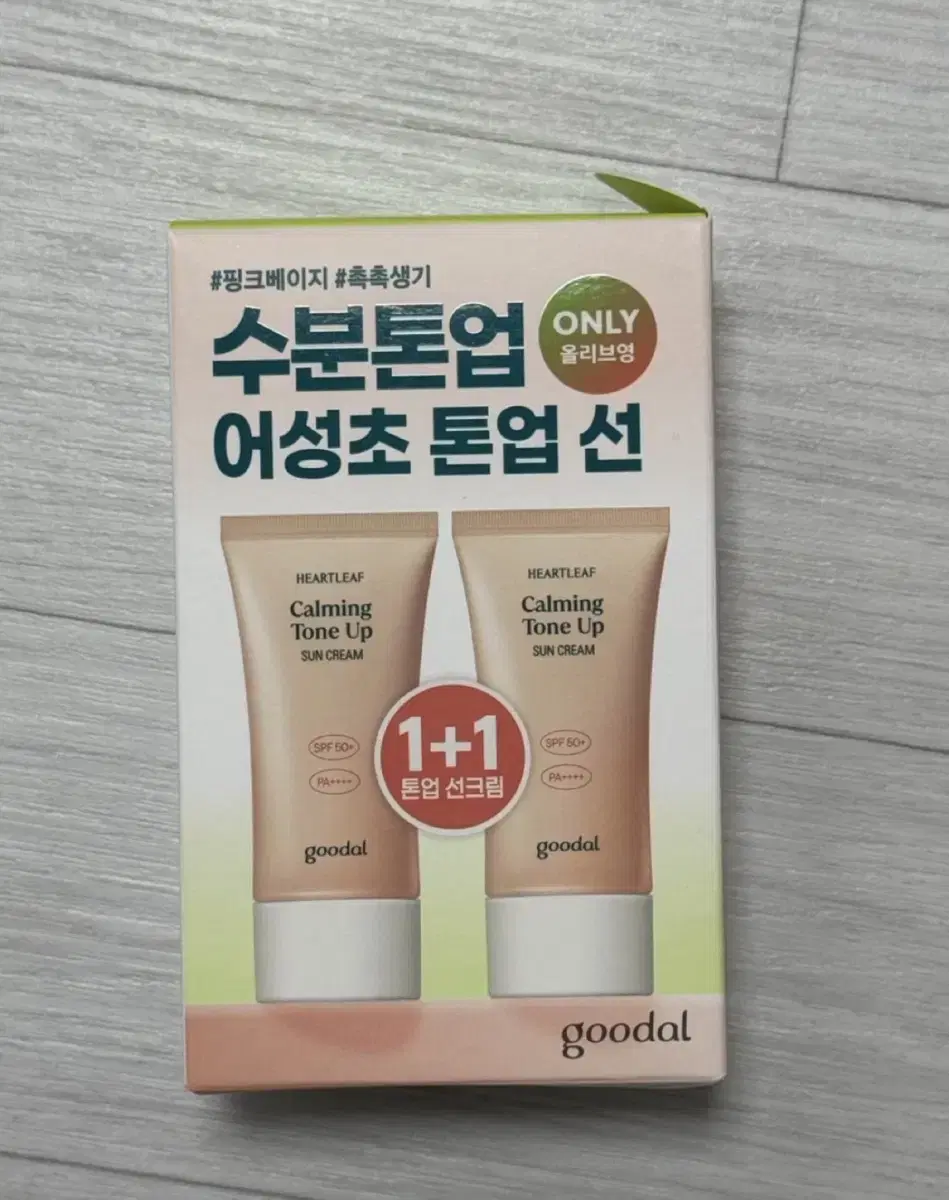 #핑크베이지 #촉촉생기
수분톤업
ONLY
올리브영
어성초 톤업 선
HEARTLEAF
Calming
Tone Up
SUN CREAM
SPF 50+
PA++++
goodal
HEARTLEAF
Calming
Tone Up
SUN CREAM
SPF 50+
PA++++
goodal
1+1
톤업 선크림
goodal